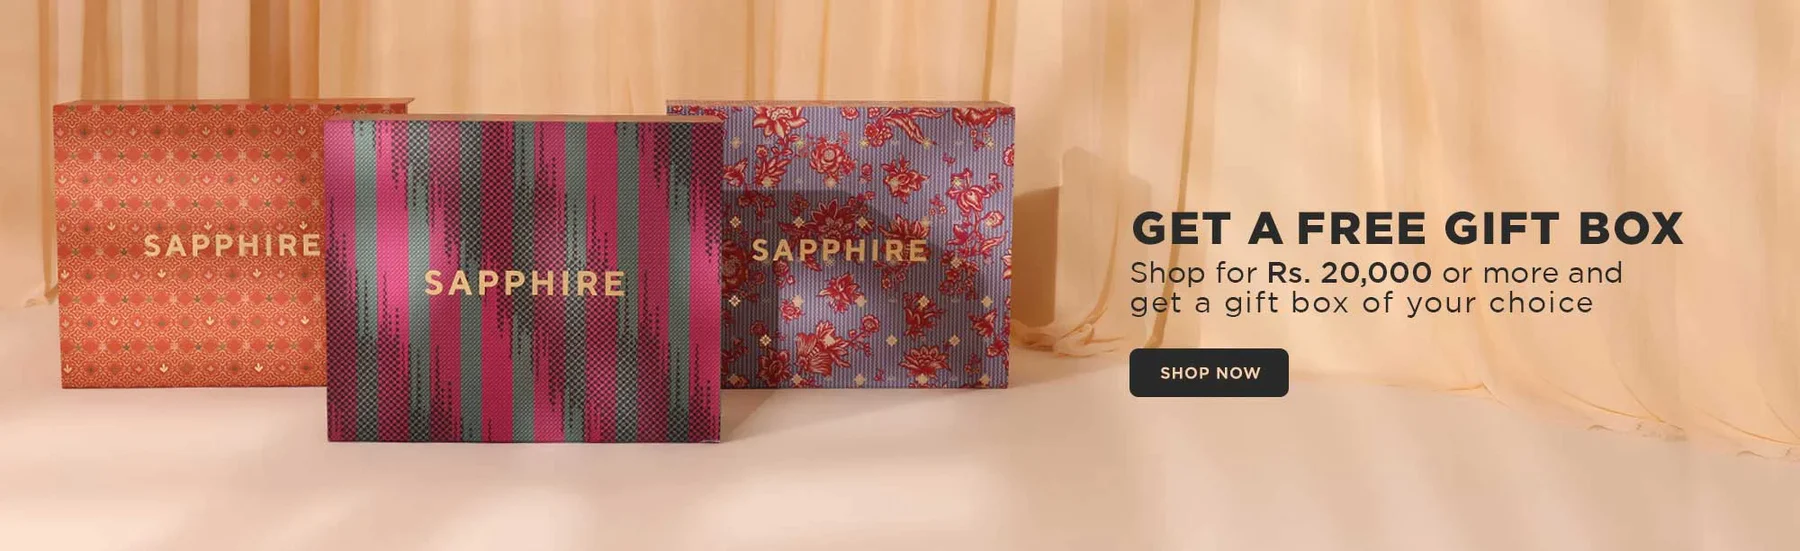 SAPPHIRE
SAPPHIRE
SAPPHIRE
GET A FREE GIFT BOX
Shop for Rs. 20,000 or more and
get a gift box of your choice
SHOP NOW